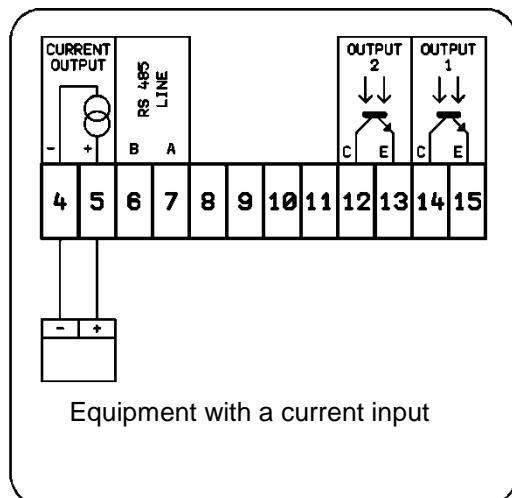 CURRENT OUTPUT
- +
RS 485 LINE
B A
OUTPUT 2
C E
OUTPUT 1
C E
4 5 6 7 8 9 10 11 12 13 14 15
- +
Equipment with a current input